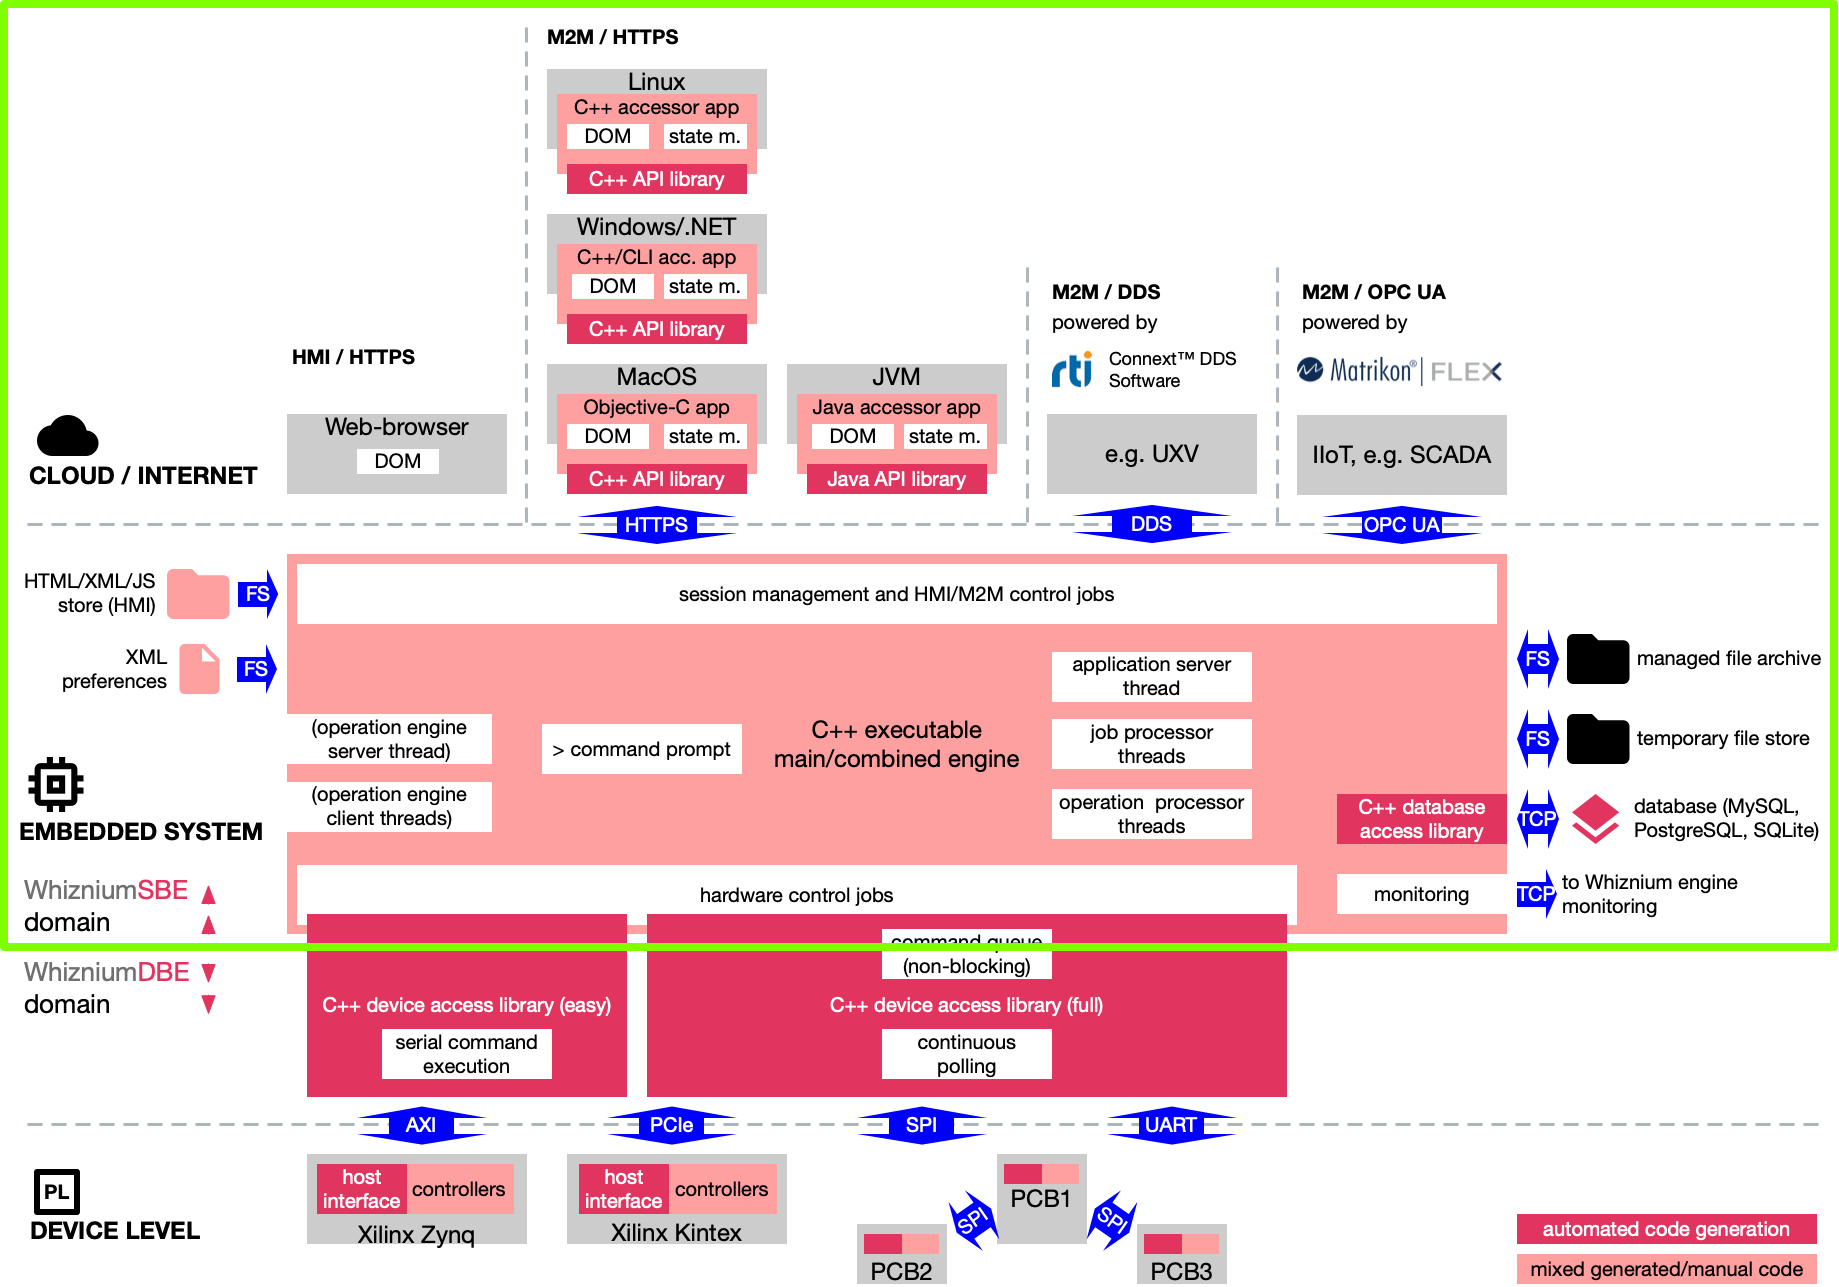 M2M / HTTPS
Linux
C++ accessor app
DOM
state m.
C++ API library
Windows/.NET
C++/CLI acc. app
DOM
state m.
C++ API library
M2M / DDS
powered by
rti
Connext™ DDS
Software
M2M / OPC UA
powered by
Matrikon® | FLEX
HMI / HTTPS
MacOS
Objective-C app
DOM
state m.
C++ API library
JVM
Java accessor app
DOM
state m.
Java API library
Web-browser
DOM
e.g. UXV
IIoT, e.g. SCADA
CLOUD / INTERNET
HTTPS
DDS
OPC UA
HTML/XML/JS
store (HMI)
FS
session management and HMI/M2M control jobs
XML
preferences
FS
application server
thread
FS
managed file archive
(operation engine
server thread)
> command prompt
C++ executable
main/combined engine
job processor
threads
FS
temporary file store
(operation engine
client threads)
operation  processor
threads
C++ database
access library
TCP
database (MySQL,
PostgreSQL, SQLite)
EMBEDDED SYSTEM
WhizniumSBE
domain
hardware control jobs
monitoring
TCP
to Whiznium engine
monitoring
WhizniumDBE
domain
command queue
(non-blocking)
C++ device access library (easy)
C++ device access library (full)
serial command
execution
continuous
polling
AXI
PCIe
SPI
UART
PL
DEVICE LEVEL
host
interface
controllers
Xilinx Zynq
host
interface
controllers
Xilinx Kintex
PCB1
SPI
SPI
PCB2
PCB3
automated code generation
mixed generated/manual code